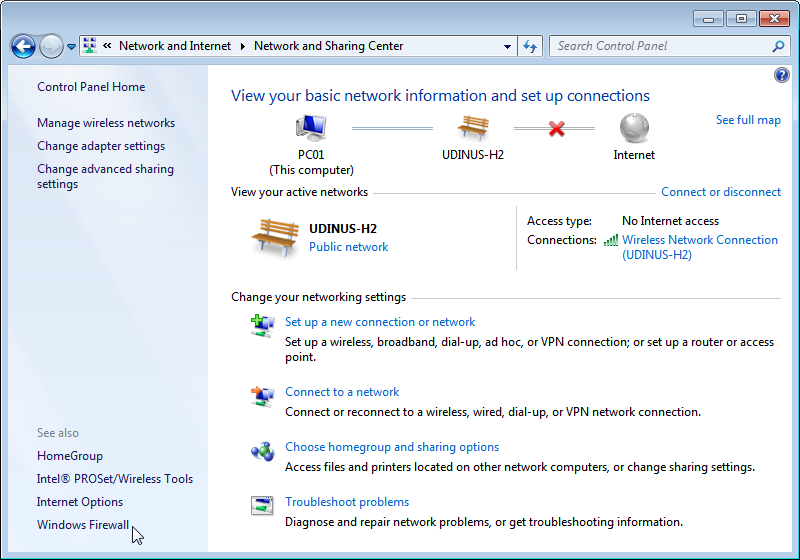 « Network and Internet ▸ Network and Sharing Center
Search Control Panel
Control Panel Home
Manage wireless networks
Change adapter settings
Change advanced sharing
settings
See also
HomeGroup
Intel® PROSet/Wireless Tools
Internet Options
Windows Firewall
View your basic network information and set up connections
See full map
PC01
(This computer)
UDINUS-H2
Internet
View your active networks
Connect or disconnect
UDINUS-H2
Public network
Access type: No Internet access
Connections: Wireless Network Connection
(UDINUS-H2)
Change your networking settings
Set up a new connection or network
Set up a wireless, broadband, dial-up, ad hoc, or VPN connection; or set up a router or access
point.
Connect to a network
Connect or reconnect to a wireless, wired, dial-up, or VPN network connection.
Choose homegroup and sharing options
Access files and printers located on other network computers, or change sharing settings.
Troubleshoot problems
Diagnose and repair network problems, or get troubleshooting information.